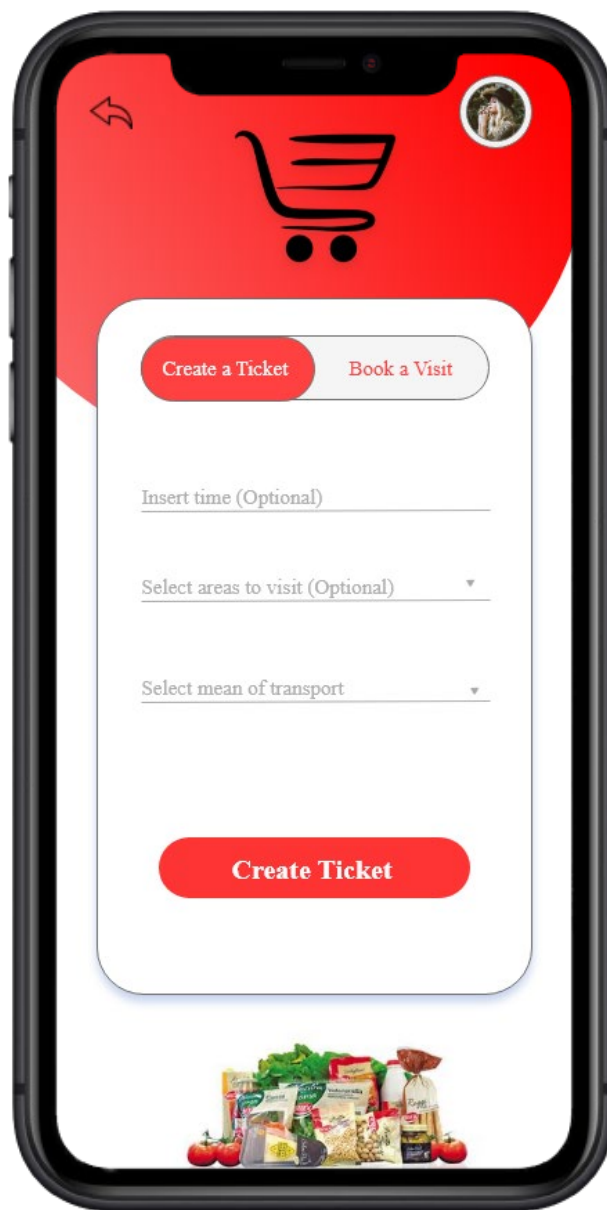 Create a Ticket
Book a Visit
Insert time (Optional)
Select areas to visit (Optional)
Select mean of transport
Create Ticket